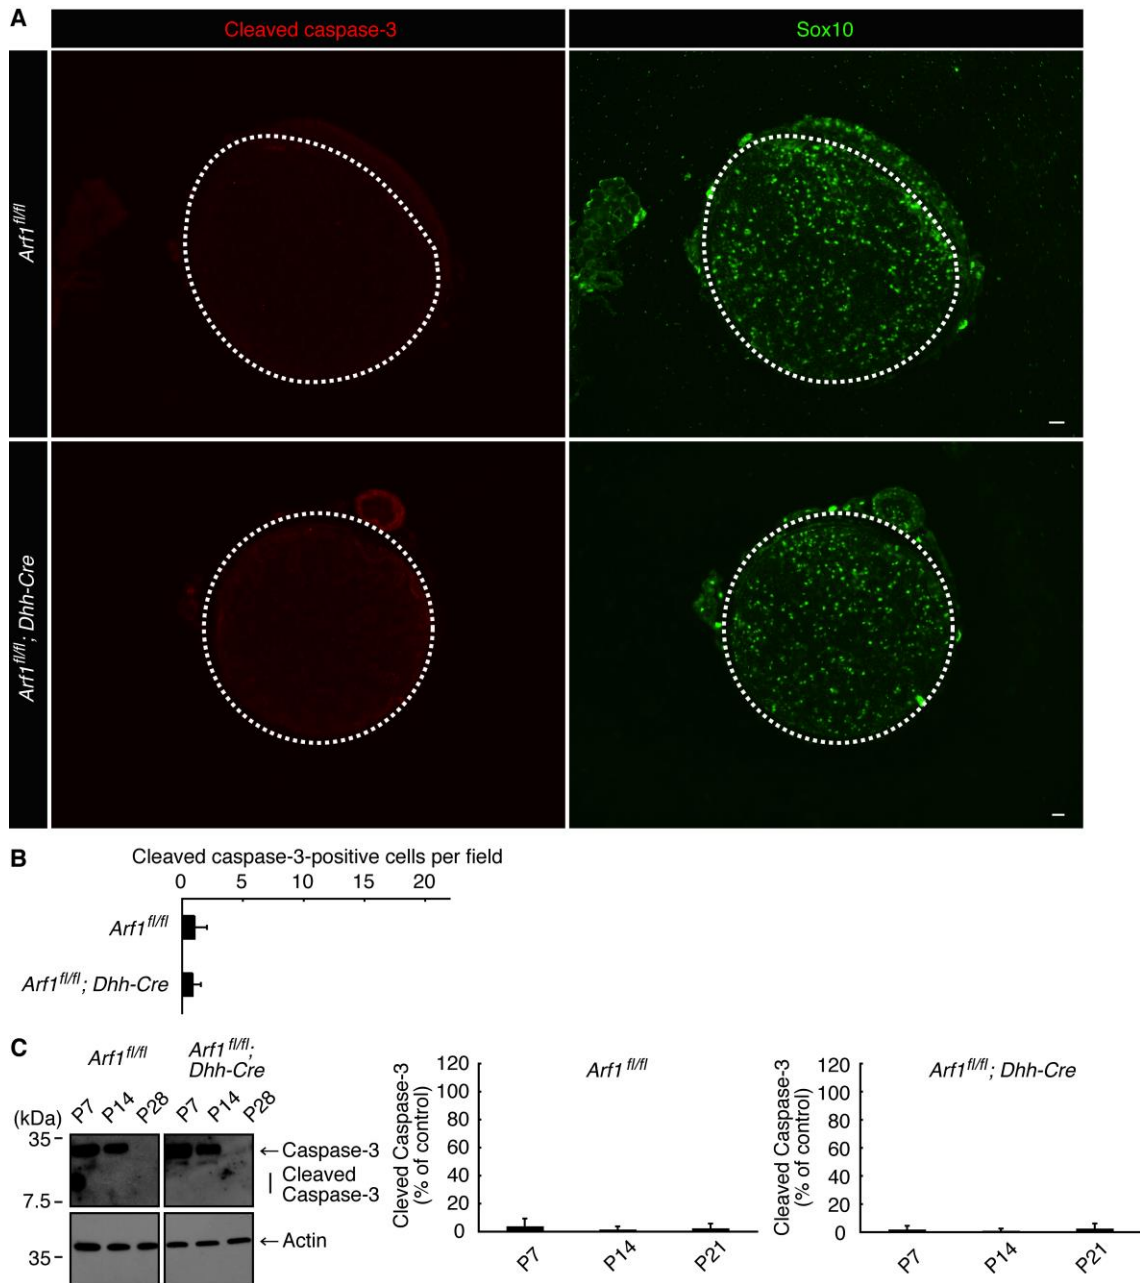 A
Cleaved caspase-3
Sox10
Arf1fl/fl
Arf1fl/fl; Dhh-Cre
B
Cleaved caspase-3-positive cells per field
0 5 10 15 20
Arf1fl/fl
Arf1fl/fl; Dhh-Cre
C
Arf1fl/fl
Arf1fl/fl;
Dhh-Cre
(kDa)
P7 P14 P28
P7 P14 P28
35
7.5
35
←Caspase-3
Cleaved
Caspase-3
←Actin
Cleved Caspase-3
(% of control)
120
100
80
60
40
20
0
Arf1fl/fl
P7 P14 P21
Cleaved Caspase-3
(% of control)
120
100
80
60
40
20
0
Arf1fl/fl; Dhh-Cre
P7 P14 P21